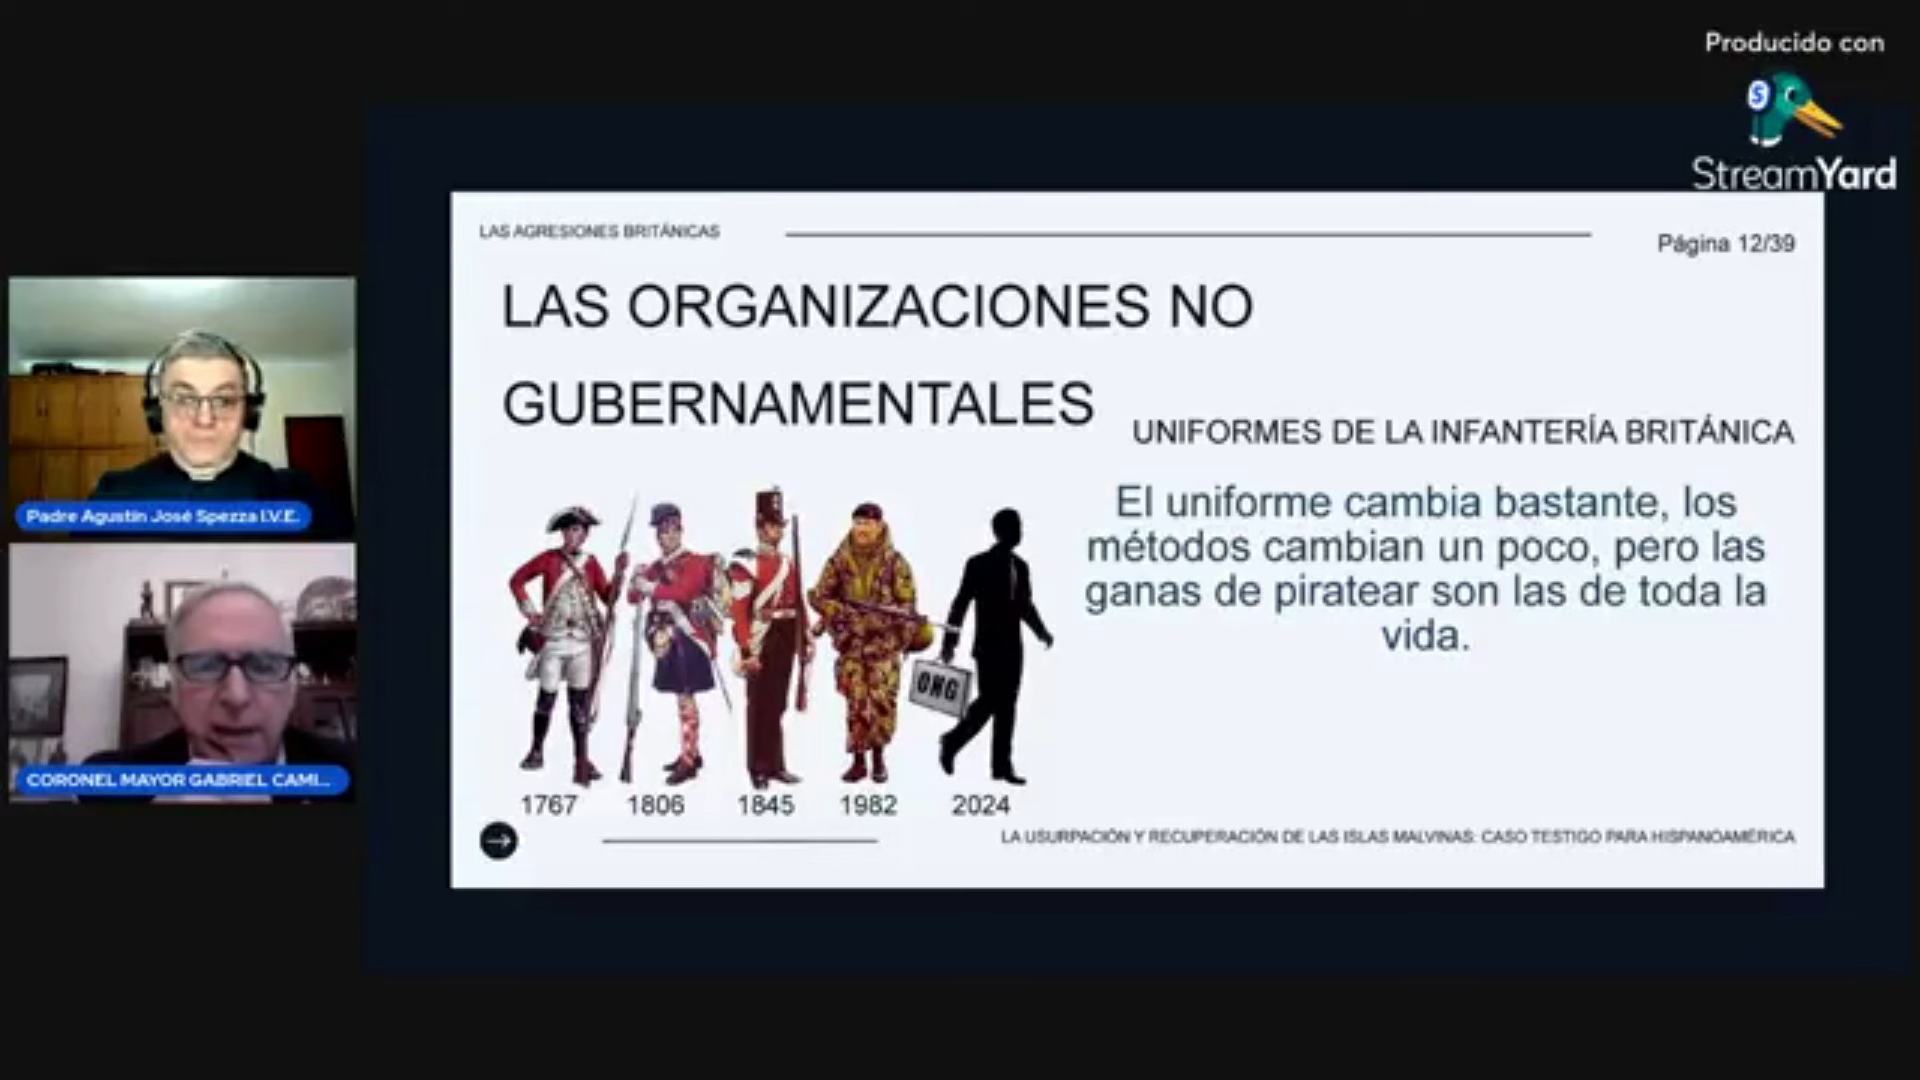 Producido con
StreamYard
LAS AGRESIONES BRITÁNICAS
Página 12/39
LAS ORGANIZACIONES NO
GUBERNAMENTALES
UNIFORMES DE LA INFANTERÍA BRITÁNICA
El uniforme cambia bastante, los
métodos cambian un poco, pero las
ganas de piratear son las de toda la
vida.
ONG
1767 1806 1845 1982 2024
LA USURPACIÓN Y RECUPERACIÓN DE LAS ISLAS MALVINAS: CASO TESTIGO PARA HISPANOAMÉRICA
Padre Agustín José Spezza I.V.E.
CORONEL MAYOR GABRIEL CAMI...